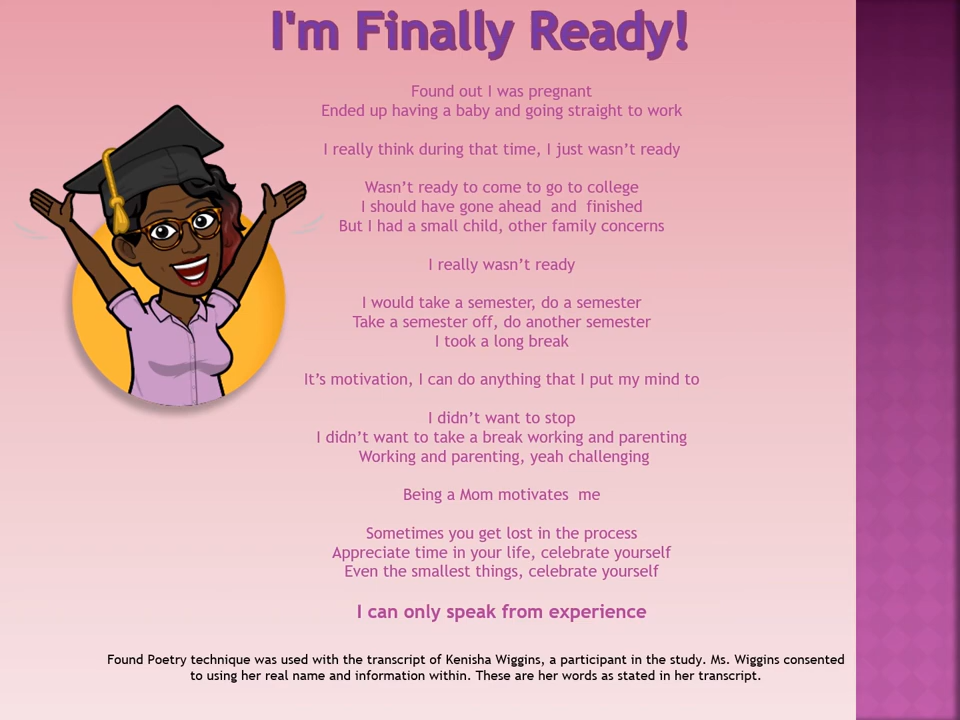 I'm Finally Ready!
Found out I was pregnant
Ended up having a baby and going straight to work
I really think during that time, I just wasn’t ready
Wasn’t ready to come to go to college
I should have gone ahead  and  finished
But I had a small child, other family concerns
I really wasn’t ready
I would take a semester, do a semester
Take a semester off, do another semester
I took a long break
It’s motivation, I can do anything that I put my mind to
I didn’t want to stop
I didn’t want to take a break working and parenting
Working and parenting, yeah challenging
Being a Mom motivates  me
Sometimes you get lost in the process
Appreciate time in your life, celebrate yourself
Even the smallest things, celebrate yourself
I can only speak from experience
Found Poetry technique was used with the transcript of Kenisha Wiggins, a participant in the study. Ms. Wiggins consented
to using her real name and information within. These are her words as stated in her transcript.